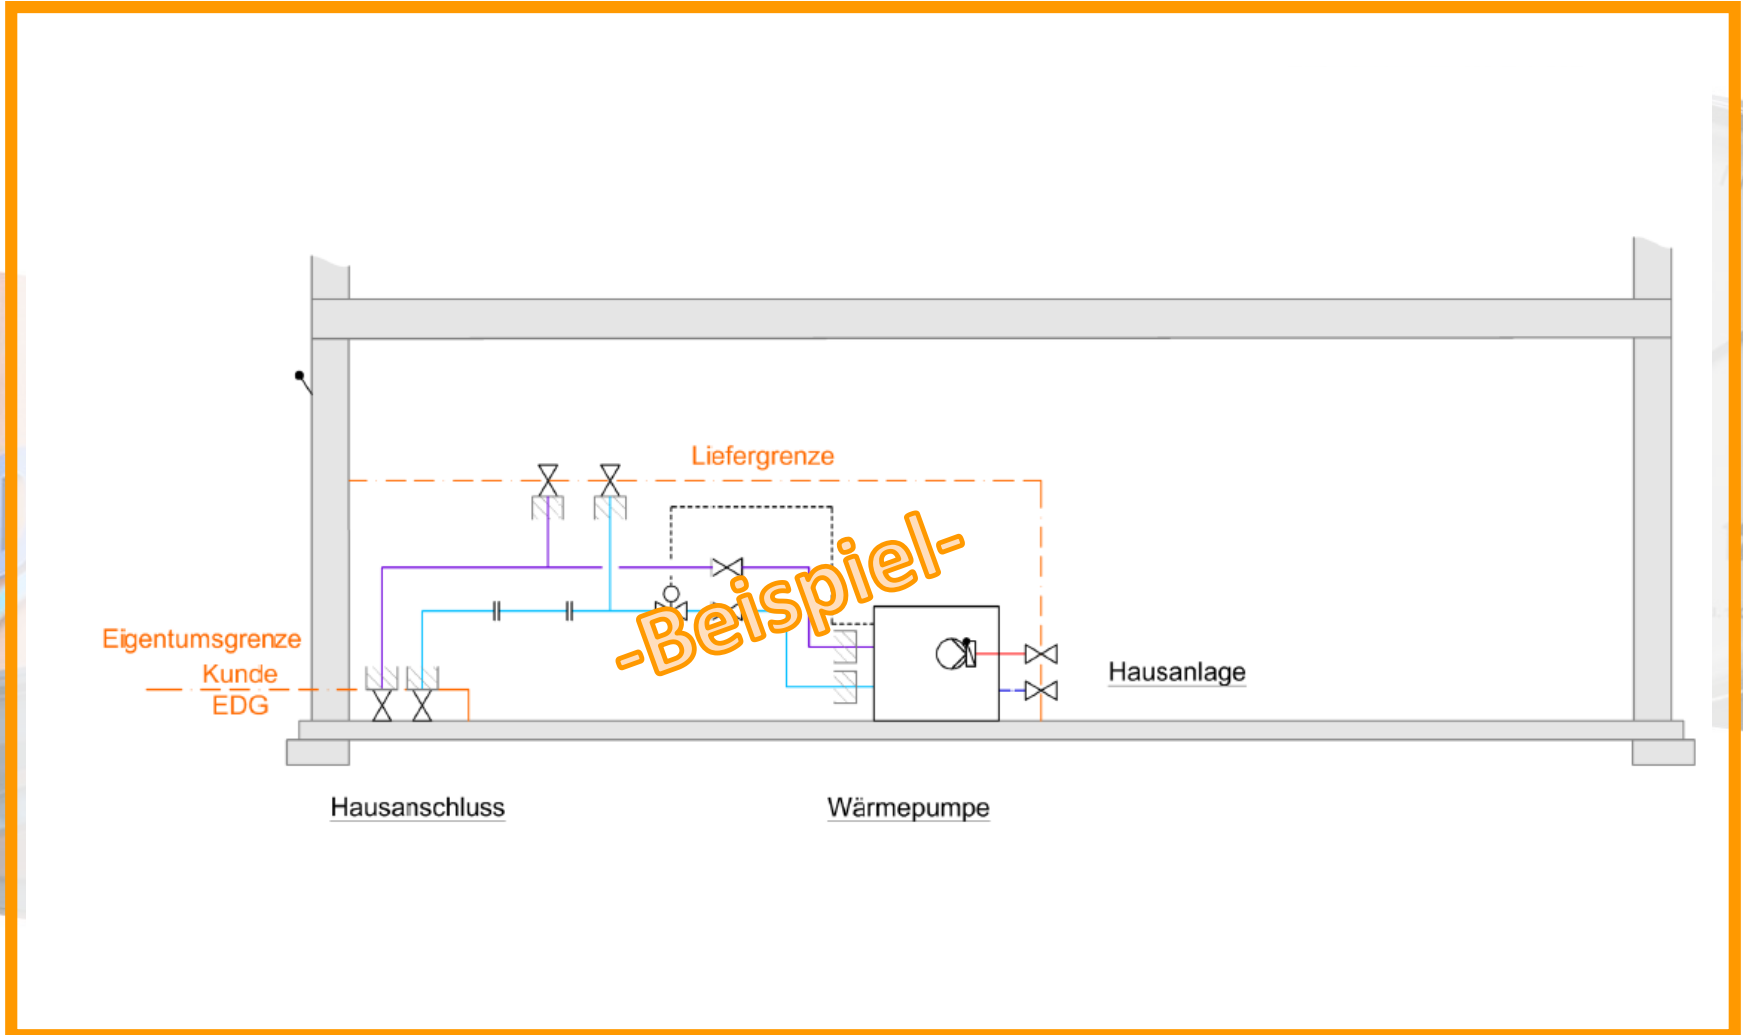 Liefergrenze
-Beispiel-
Eigentumsgrenze
Kunde
EDG
Hausanlage
Hausanschluss
Wärmepumpe